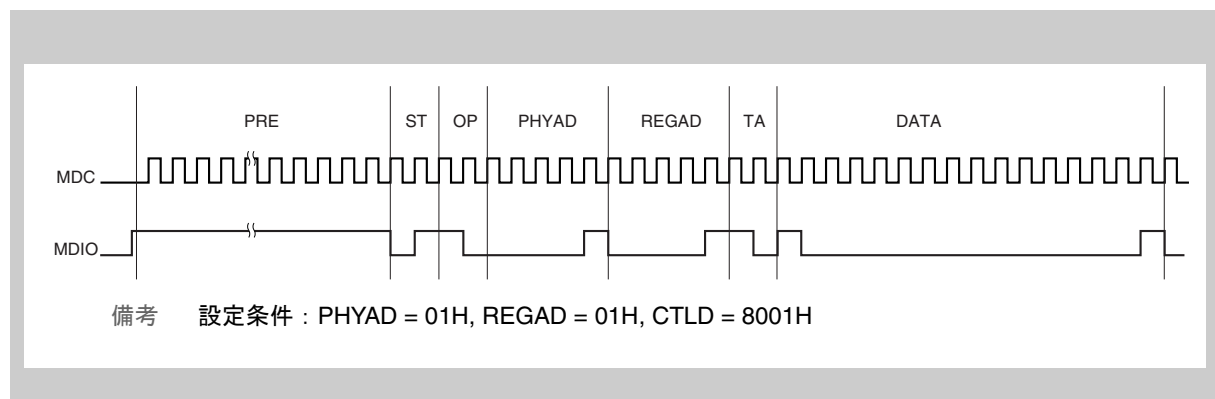 PRE ST OP PHYAD REGAD TA DATA
MDC
MDIO
備考 設定条件：PHYAD = 01H, REGAD = 01H, CTLD = 8001H